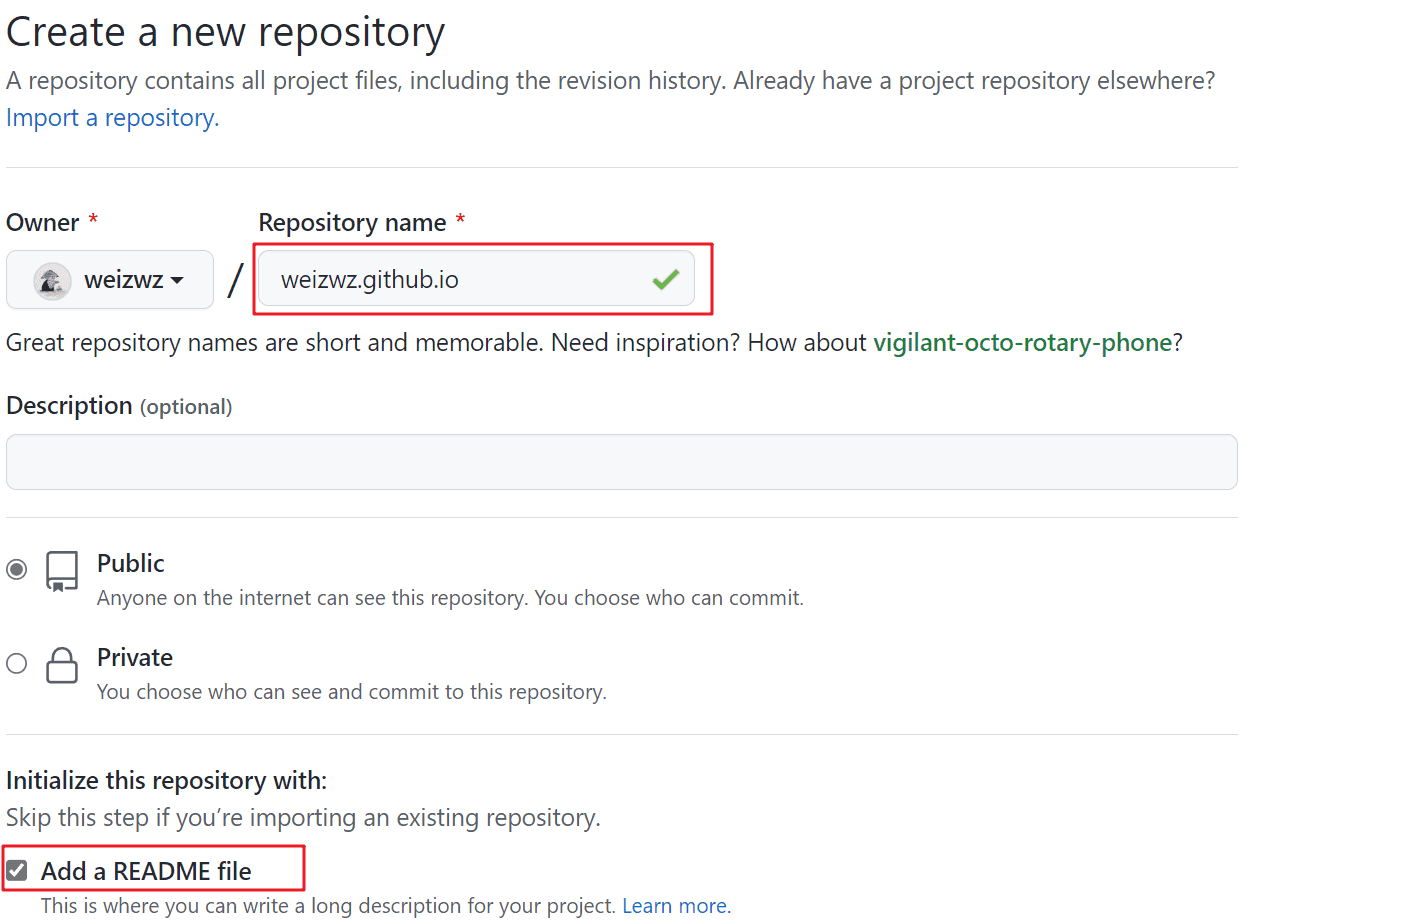 Create a new repository
A repository contains all project files, including the revision history. Already have a project repository elsewhere?
Import a repository.
Owner * Repository name *
weizwz / weizwz.github.io
Great repository names are short and memorable. Need inspiration? How about vigilant-octo-rotary-phone?
Description (optional)
Public
Anyone on the internet can see this repository. You choose who can commit.
Private
You choose who can see and commit to this repository.
Initialize this repository with:
Skip this step if you’re importing an existing repository.
Add a README file
This is where you can write a long description for your project. Learn more.